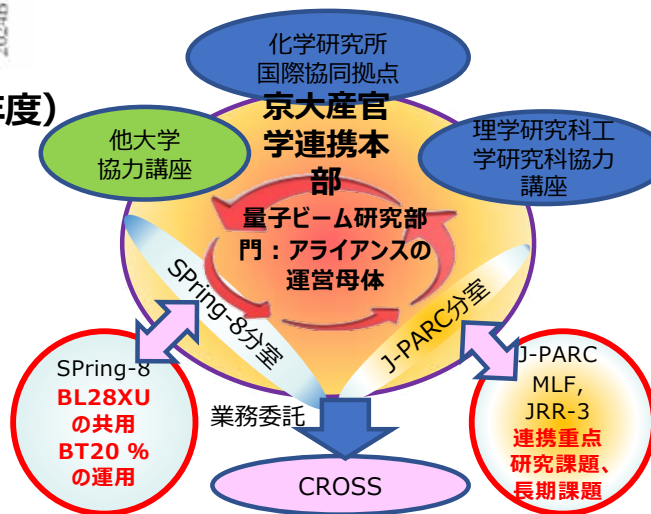 2024B
年度）
化学研究所
国際協同拠点
京大産官
学連携本
部
他大学
協力講座
理学研究科工
学研究科協力
講座
量子ビーム研究部
門：アライアンスの
運営母体
SPring-8分室
J-PARC分室
SPring-8
BL28XU
の共用
BT20 %
の運用
J-PARC
MLF,
JRR-3
連携重点
研究課題、
長期課題
業務委託
CROSS